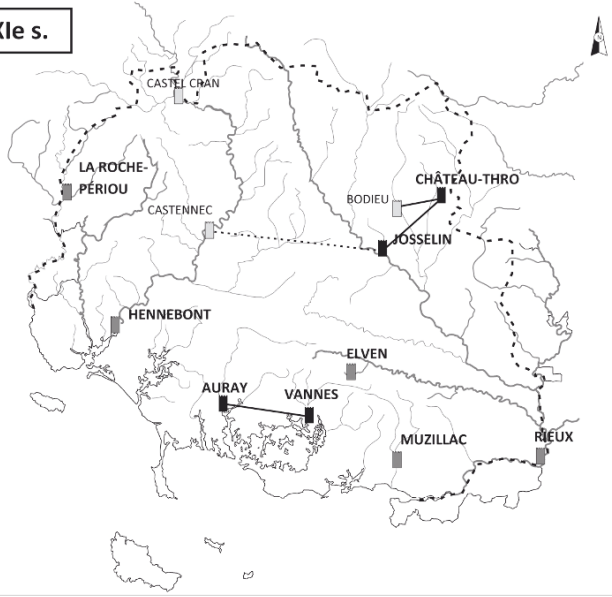 XIe s.
N
CASTEL CRAN
LA ROCHE-
PÉRIOU
CHÂTEAU-THRO
BODIEU
CASTENNEC
JOSSELIN
HENNEBONT
ELVEN
AURAY
VANNES
MUZILLAC
RIEUX